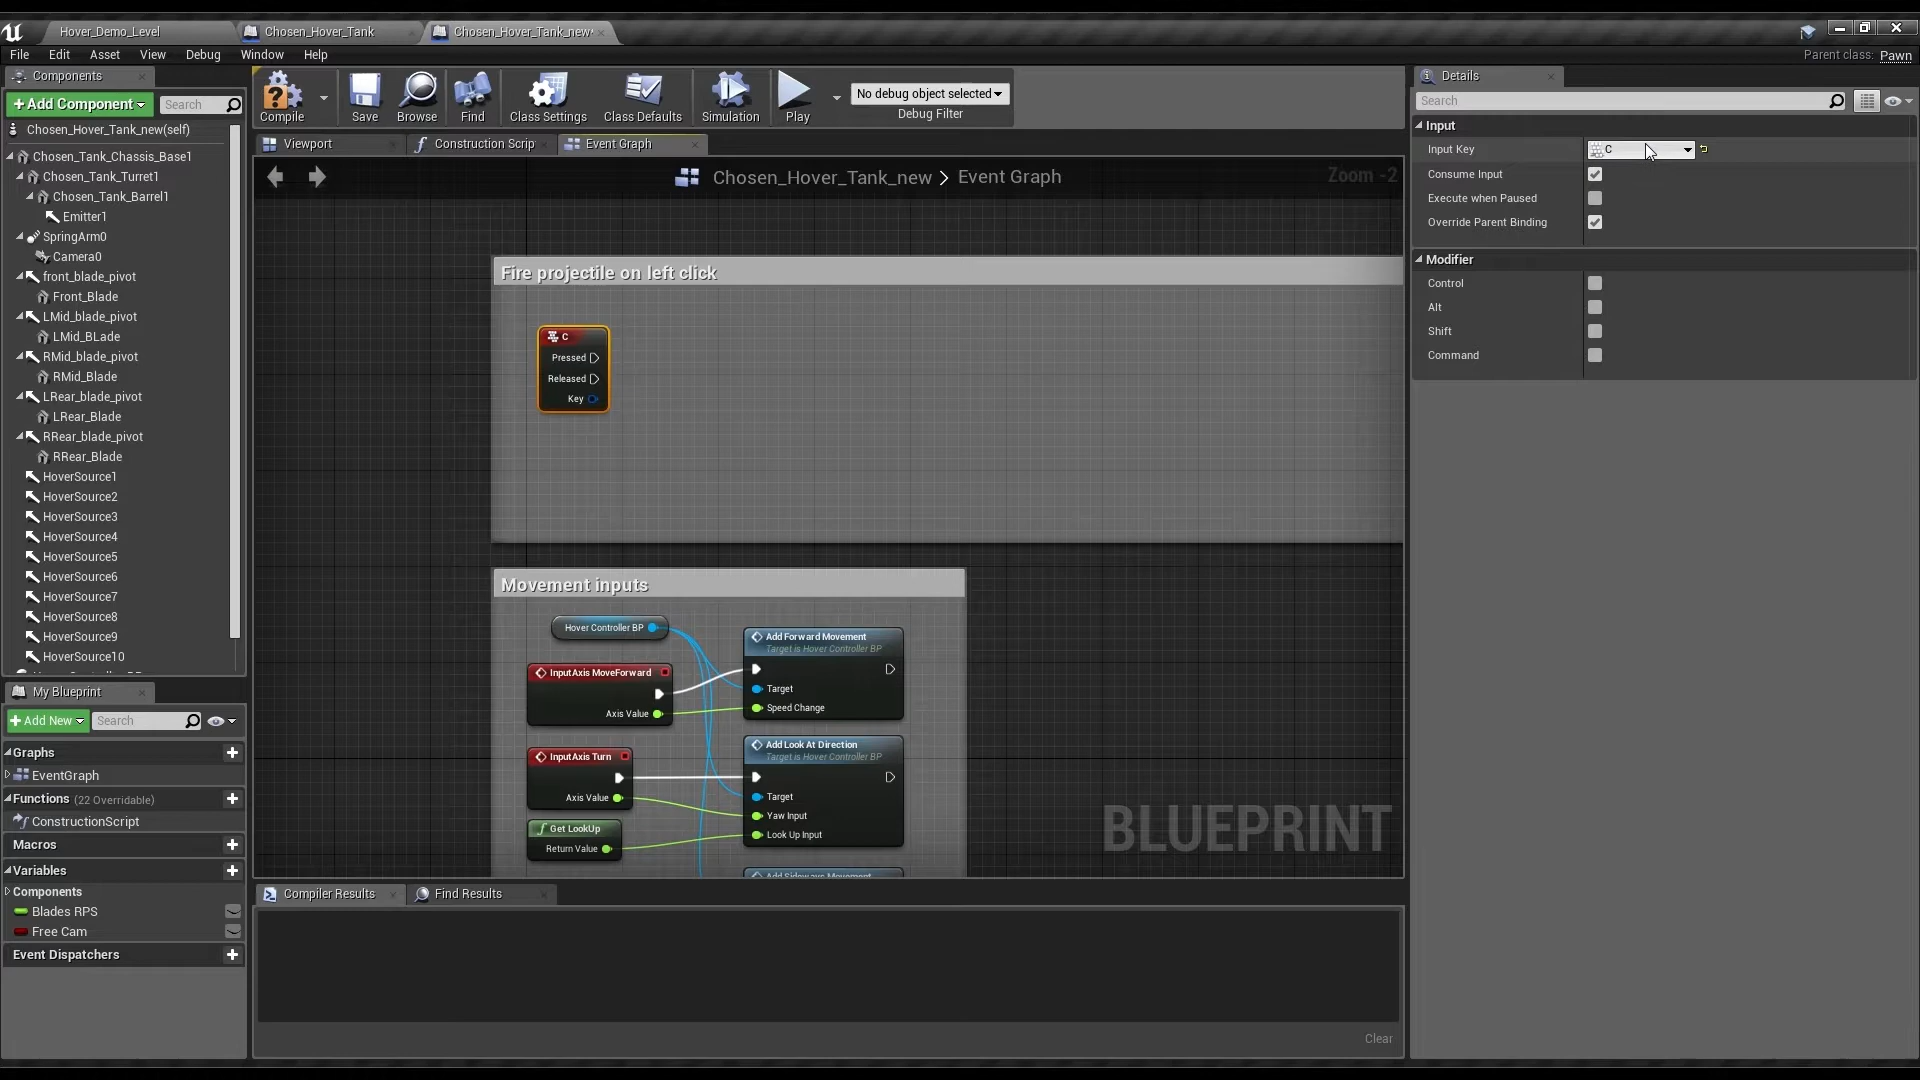 Hover_Demo_Level
Chosen_Hover_Tank
Chosen_Hover_Tank_new*
File Edit Asset View Debug Window Help
Parent class: Pawn
Components
+Add Component
Search
Chosen_Hover_Tank_new(self)
Chosen_Tank_Chassis_Base1
Chosen_Tank_Turret1
Chosen_Tank_Barrel1
Emitter1
SpringArm0
Camera0
front_blade_pivot
Front_Blade
LMid_blade_pivot
LMid_BLade
RMid_blade_pivot
RMid_Blade
LRear_blade_pivot
LRear_Blade
RRear_blade_pivot
RRear_Blade
HoverSource1
HoverSource2
HoverSource3
HoverSource4
HoverSource5
HoverSource6
HoverSource7
HoverSource8
HoverSource9
HoverSource10
My Blueprint
+Add New
Search
Graphs
EventGraph
Functions (22 Overridable)
ConstructionScript
Macros
Variables
Components
Blades RPS
Free Cam
Event Dispatchers
Compile
Save
Browse
Find
Class Settings
Class Defaults
Simulation
Play
No debug object selected
Debug Filter
Viewport
Construction Scrip
Event Graph
Chosen_Hover_Tank_new > Event Graph
Zoom -2
Fire projectile on left click
C
Pressed
Released
Key
Movement inputs
Hover Controller BP
InputAxis MoveForward
Axis Value
Add Forward Movement
Target is Hover Controller BP
Target
Speed Change
InputAxis Turn
Axis Value
Get LookUp
Return Value
Add Look At Direction
Target is Hover Controller BP
Target
Yaw Input
Look Up Input
Add Sideways Movement
BLUEPRINT
Compiler Results
Find Results
Clear
Details
Search
Input
Input Key
C
Consume Input
Execute when Paused
Override Parent Binding
Modifier
Control
Alt
Shift
Command